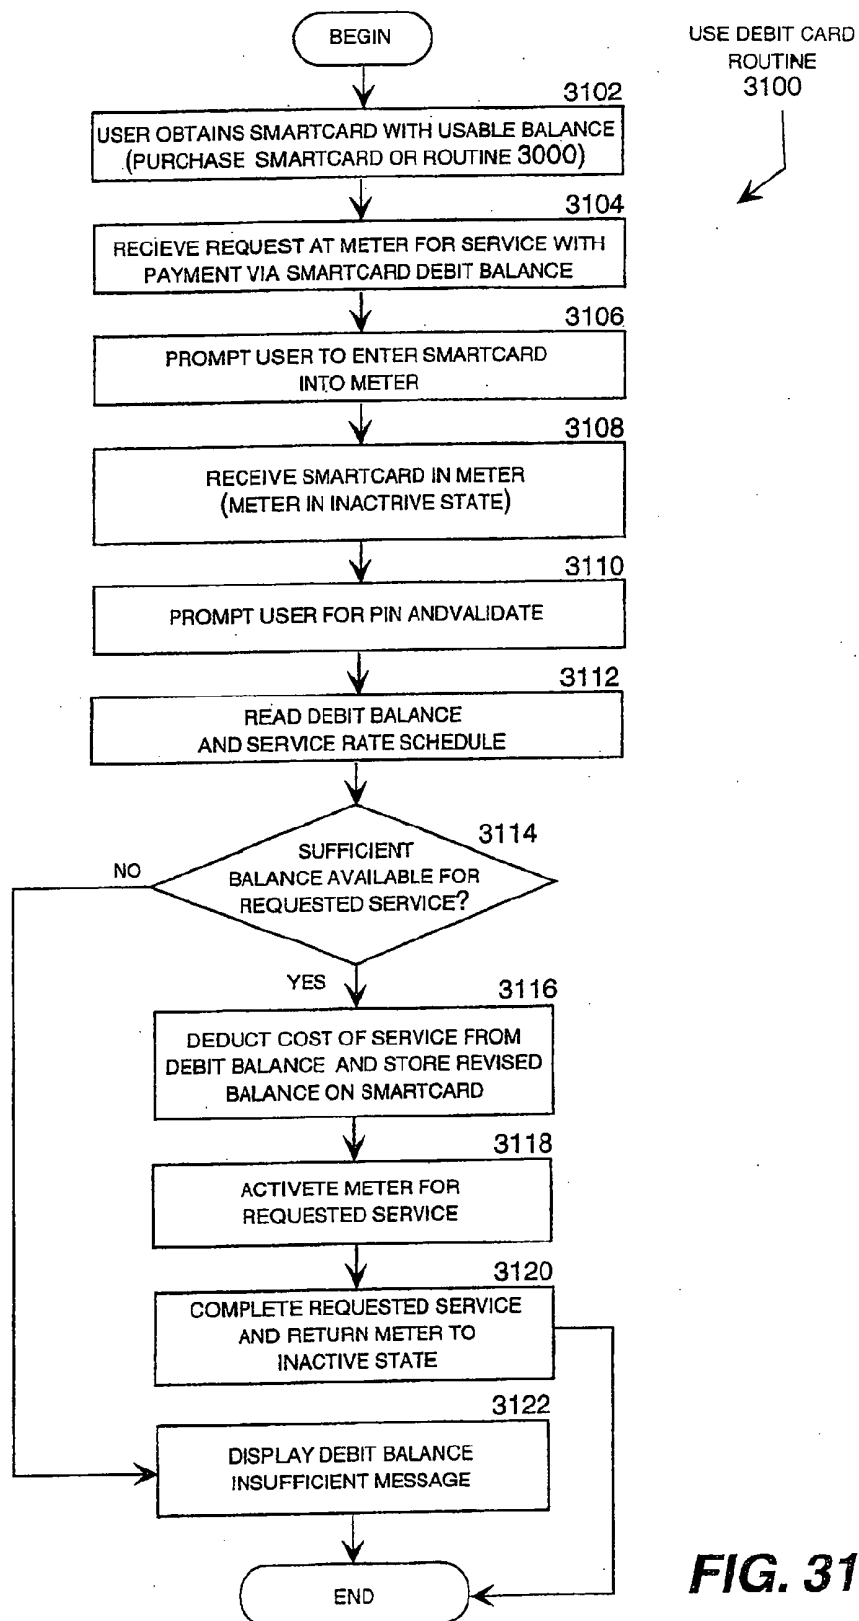 BEGIN
USE DEBIT CARD
ROUTINE
3100
3102
USER OBTAINS SMARTCARD WITH USABLE BALANCE
(PURCHASE SMARTCARD OR ROUTINE 3000)
3104
RECIEVE REQUEST AT METER FOR SERVICE WITH
PAYMENT VIA SMARTCARD DEBIT BALANCE
3106
PROMPT USER TO ENTER SMARTCARD
INTO METER
3108
RECEIVE SMARTCARD IN METER
(METER IN INACTRIVE STATE)
3110
PROMPT USER FOR PIN ANDVALIDATE
3112
READ DEBIT BALANCE
AND SERVICE RATE SCHEDULE
3114
SUFFICIENT
BALANCE AVAILABLE FOR
REQUESTED SERVICE?
NO
YES
3116
DEDUCT COST OF SERVICE FROM
DEBIT BALANCE AND STORE REVISED
BALANCE ON SMARTCARD
3118
ACTIVETE METER FOR
REQUESTED SERVICE
3120
COMPLETE REQUESTED SERVICE
AND RETURN METER TO
INACTIVE STATE
3122
DISPLAY DEBIT BALANCE
INSUFFICIENT MESSAGE
END
FIG. 31